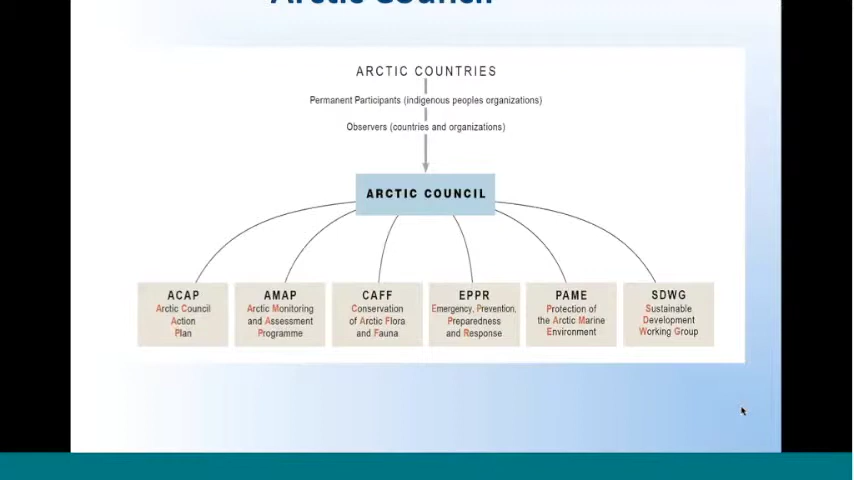 Arctic Council
ARCTIC COUNTRIES
Permanent Participants (indigenous peoples organizations)
Observers (countries and organizations)
ARCTIC COUNCIL
ACAP
Arctic Council
Action
Plan
AMAP
Arctic Monitoring
and Assessment
Programme
CAFF
Conservation
of Arctic Flora
and Fauna
EPPR
Emergency, Prevention,
Preparedness
and Response
PAME
Protection of
the Arctic Marine
Environment
SDWG
Sustainable
Development
Working Group